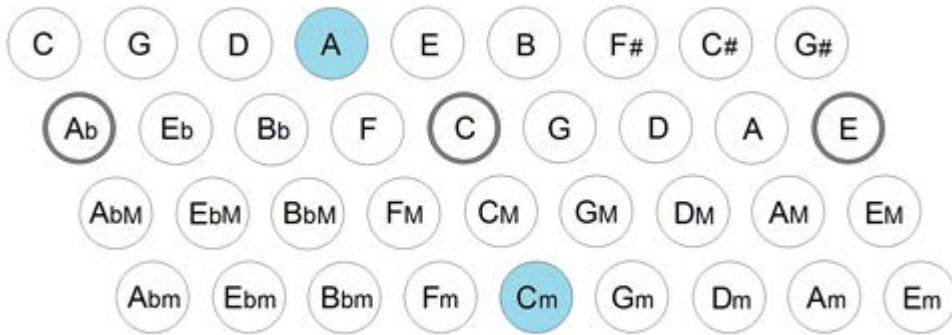 C G D A E B F# C# G#
Ab Eb Bb F C G D A E
AbM EbM BbM FM CM GM DM AM EM
Abm Ebm Bbm Fm Cm Gm Dm Am Em